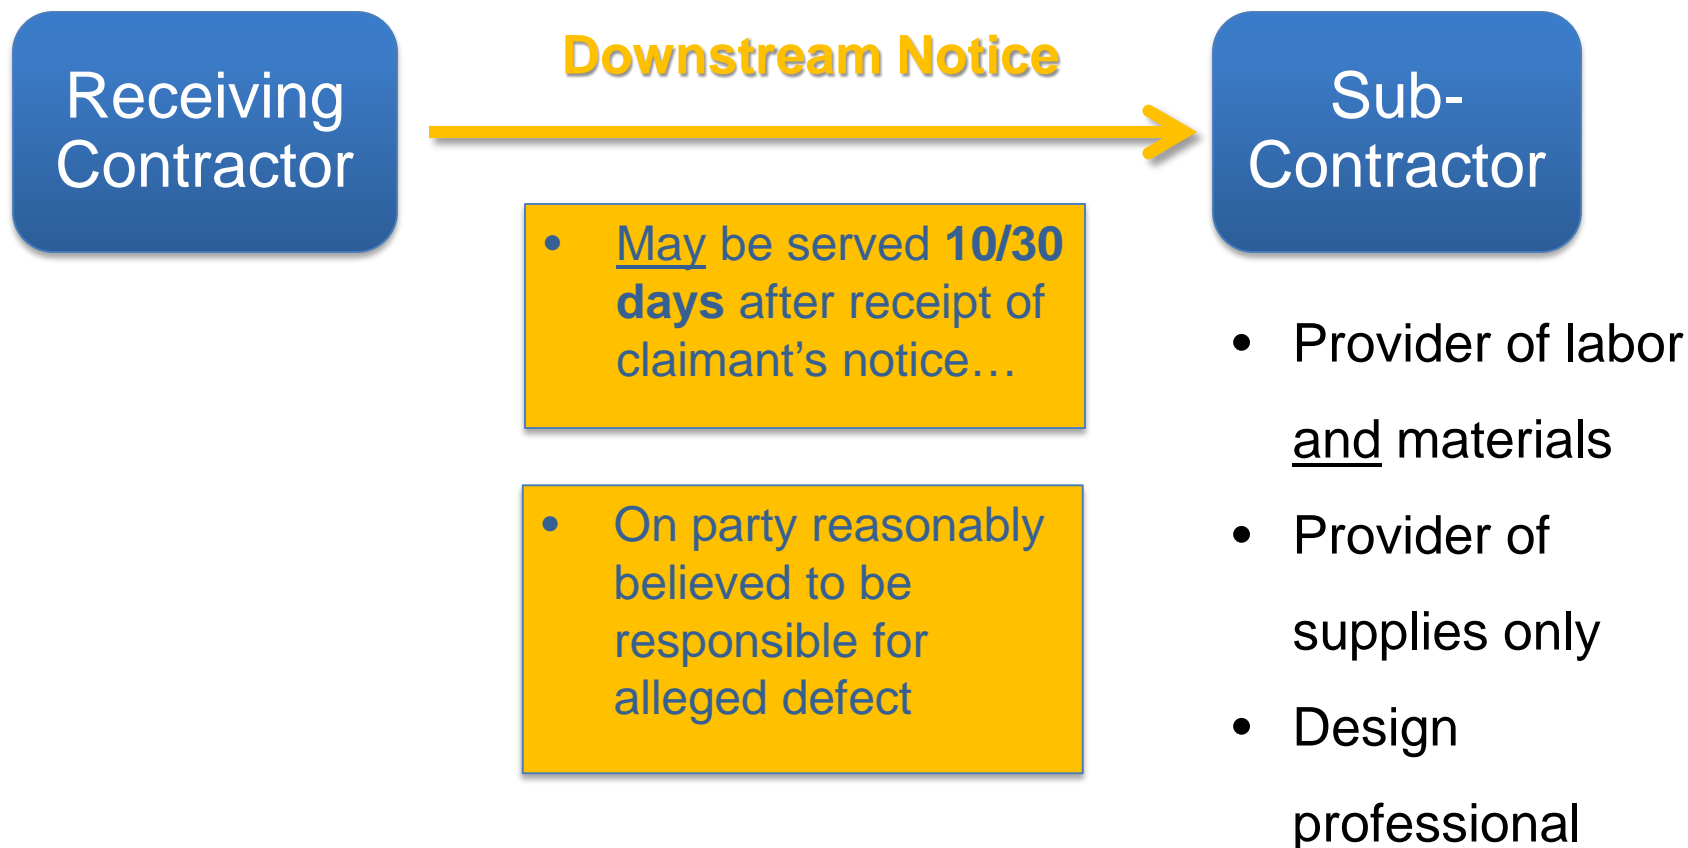 Receiving
Contractor
Downstream Notice
Sub-
Contractor
• May be served 10/30
days after receipt of
claimant’s notice…
• On party reasonably
believed to be
responsible for
alleged defect
• Provider of labor
and materials
• Provider of
supplies only
• Design
professional